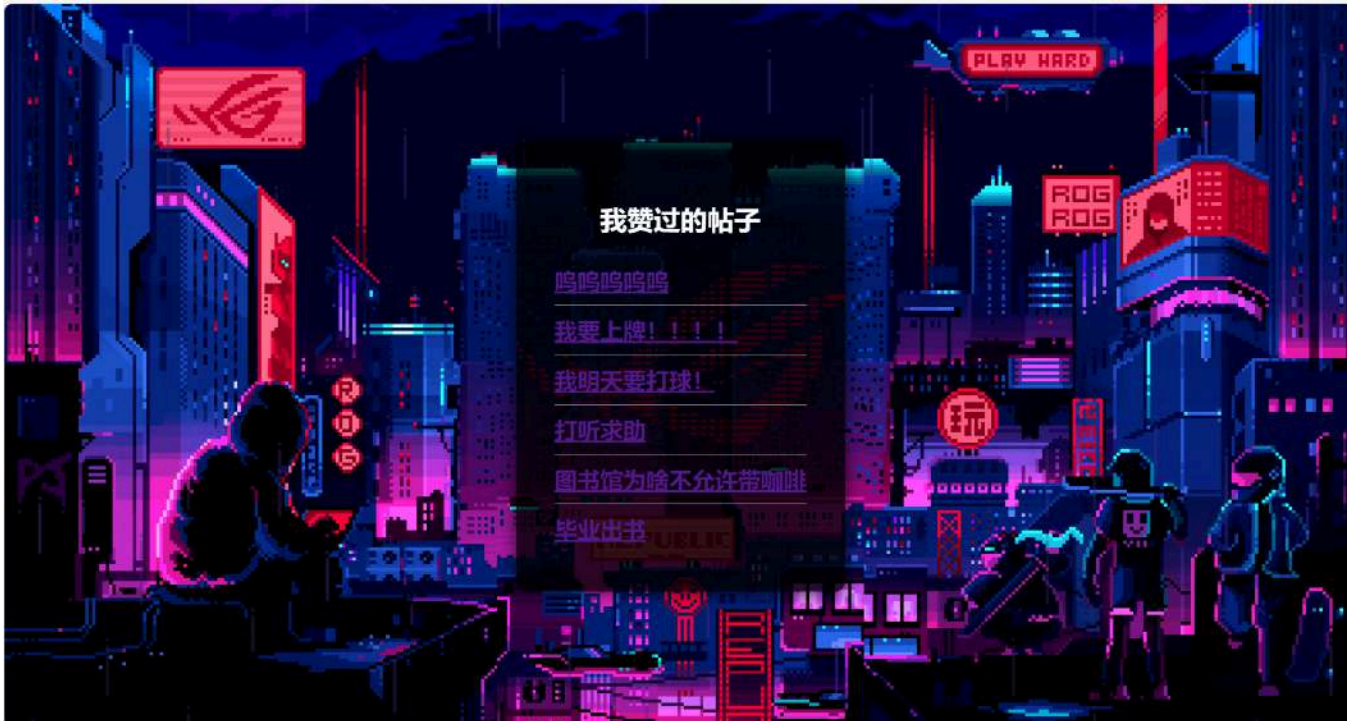 PLAY HARD
ROG
ROG
我赞过的帖子
呜呜呜呜呜
我要上牌！！！！
我明天要打球！
打听求助
图书馆为啥不允许带咖啡
毕业出书
R
O
G
玩
REPUBLIC